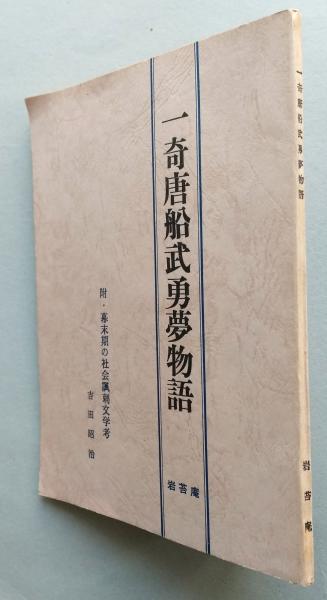 一奇唐船武勇夢物語
附・幕末期の社会諷刺文学考
吉田昭治
岩苔庵
一奇唐船武勇夢物語
岩苔庵